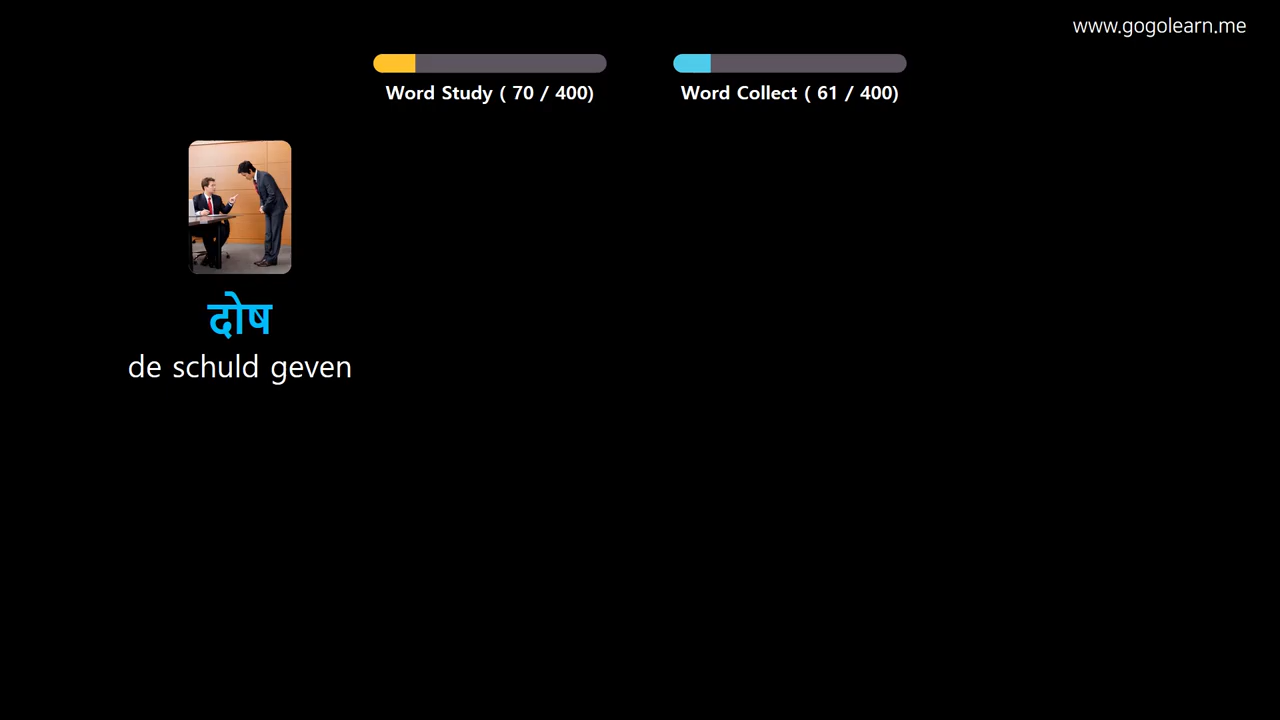 www.gogolearn.me
Word Study ( 70 / 400)
Word Collect ( 61 / 400)
दोष
de schuld geven